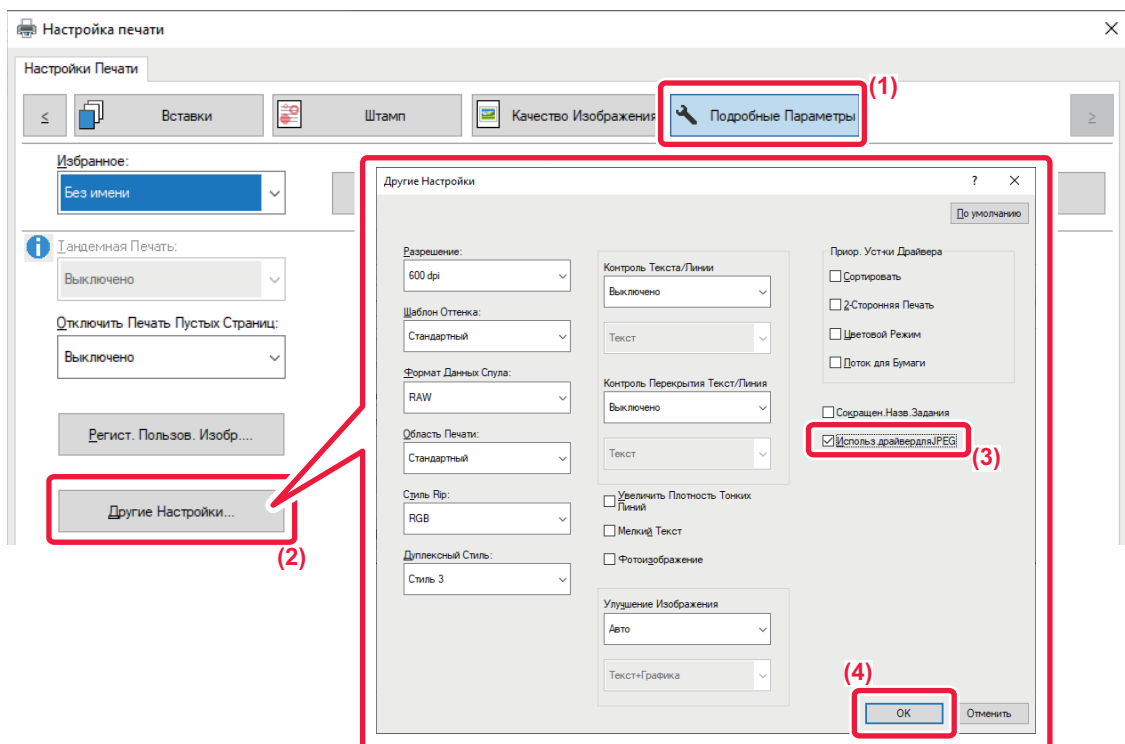 Настройка печати
Настройки Печати
(1)
<
Вставки
Штамп
Качество Изображения
Подробные Параметры
>
Избранное:
Без имени
Тандемная Печать:
Выключено
Отключить Печать Пустых Страниц:
Выключено
Регист. Пользов. Изобр....
Другие Настройки...
(2)
Другие Настройки
?
По умолчанию
Разрешение:
600 dpi
Шаблон Оттенка:
Стандартный
Формат Данных Спула:
RAW
Область Печати:
Стандартный
Стиль Rip:
RGB
Дуплексный Стиль:
Стиль 3
Контроль Текста/Линии
Выключено
Текст
Контроль Перекрытия Текст/Линия
Выключено
Текст
Увеличить Плотность Тонких
Линий
Мелкий Текст
Фотоизображение
Улучшение Изображения
Авто
Текст+Графика
Приор. Уст-ки Драйвера
Сортировать
2-Сторонняя Печать
Цветовой Режим
Лоток для Бумаги
Сокращен.Назв.Задания
Использ.драйвердляJPEG
(3)
(4)
OK
Отменить